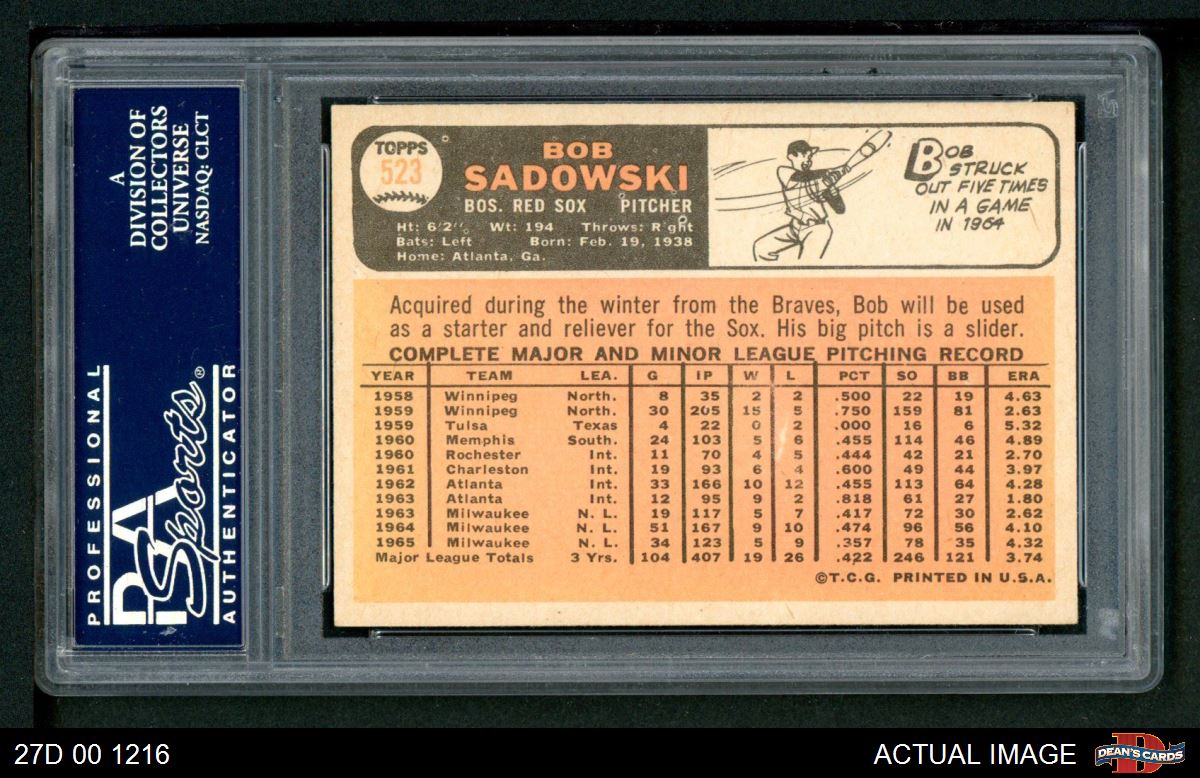 A
DIVISION OF
COLLECTORS
UNIVERSE
NASDAQ: CLCT
PROFESSIONAL
PSA
Sports®
AUTHENTICATOR
TOPPS
523
BOB
SADOWSKI
BOS. RED SOX PITCHER
Ht: 6'2" Wt: 194 Throws: Right
Bats: Left Born: Feb. 19, 1938
Home: Atlanta, Ga.
BOB
STRUCK
OUT FIVE TIMES
IN A GAME
IN 1964
Acquired during the winter from the Braves, Bob will be used
as a starter and reliever for the Sox. His big pitch is a slider.
COMPLETE MAJOR AND MINOR LEAGUE PITCHING RECORD
YEAR TEAM LEA. G IP W L PCT SO BB ERA
1958 Winnipeg North. 8 35 2 2 .500 22 19 4.63
1959 Winnipeg North. 30 205 15 5 .750 159 81 2.63
1959 Tulsa Texas 4 22 0 2 .000 16 6 5.32
1960 Memphis South. 24 103 5 6 .455 114 46 4.89
1960 Rochester Int. 11 70 4 5 .444 42 21 2.70
1961 Charleston Int. 19 93 6 4 .600 49 44 3.97
1962 Atlanta Int. 33 166 10 12 .455 113 64 4.28
1963 Atlanta Int. 12 95 9 2 .818 61 27 1.80
1963 Milwaukee N. L. 19 117 5 7 .417 72 30 2.62
1964 Milwaukee N. L. 51 167 9 10 .474 96 56 4.10
1965 Milwaukee N. L. 34 123 5 9 .357 78 35 4.32
Major League Totals 3 Yrs. 104 407 19 26 .422 246 121 3.74
©T.C.G. PRINTED IN U.S.A.
27D 00 1216
ACTUAL IMAGE
DEAN'S CARDS